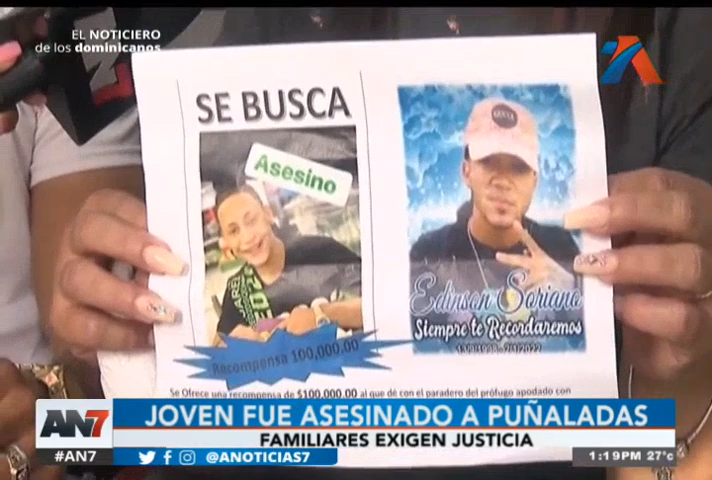 EL NOTICIERO
de los dominicanos
SE BUSCA
Asesino
Recompensa 100,000.00
Edinson Soriano
Siempre te Recordaremos
Se Ofrece una recompensa de $100,000.00 al que dé con el paradero del prófugo apodado con
AN7
JOVEN FUE ASESINADO A PUÑALADAS
FAMILIARES EXIGEN JUSTICIA
#AN7
@ANOTICIAS7
1:19PM 27°c